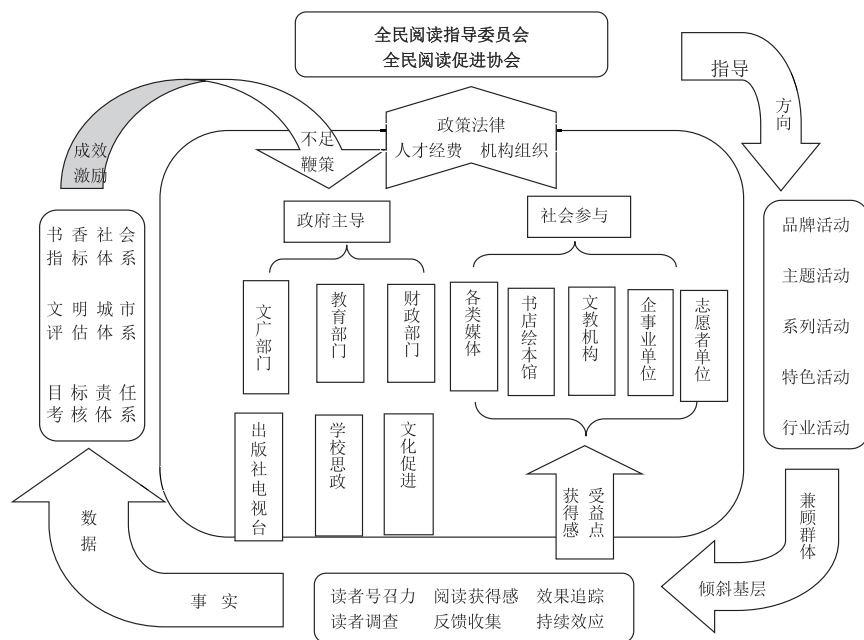 全民阅读指导委员会
全民阅读促进协会
指导
方向
政策法律
人才经费 机构组织
不足
鞭策
成效
激励
书香社会
指标体系
文明城市
评估体系
目标责任
考核体系
政府主导
社会参与
文广部门
教育部门
财政部门
各类媒体
书店绘本馆
文教机构
企事业单位
志愿者单位
出版社电视台
学校思政
文化促进
品牌活动
主题活动
系列活动
特色活动
行业活动
获得感
受益点
兼顾群体
倾斜基层
数据
事实
读者号召力 阅读获得感 效果追踪
读者调查 反馈收集 持续效应